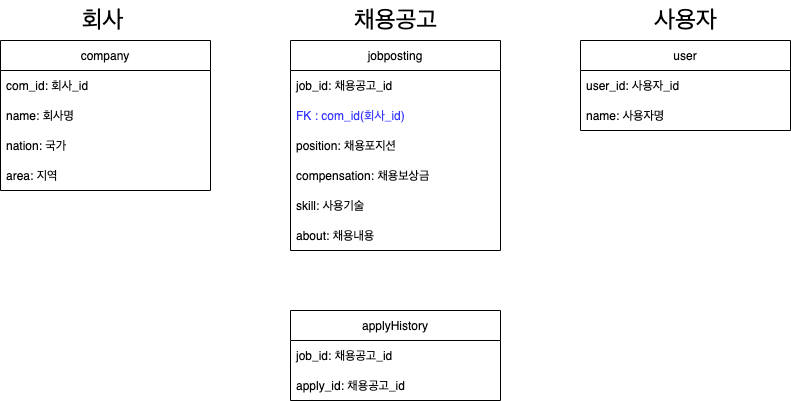 회사
company
com_id: 회사_id
name: 회사명
nation: 국가
area: 지역
채용공고
jobposting
job_id: 채용공고_id
FK : com_id(회사_id)
position: 채용포지션
compensation: 채용보상금
skill: 사용기술
about: 채용내용
사용자
user
user_id: 사용자_id
name: 사용자명
applyHistory
job_id: 채용공고_id
apply_id: 채용공고_id